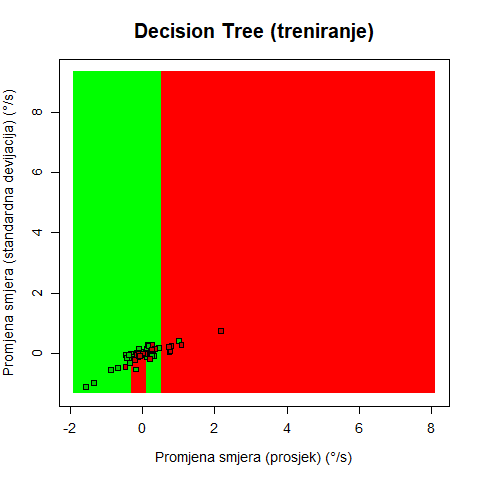 Decision Tree (treniranje)
Promjena smjera (standardna devijacija) (°/s)
8
6
4
2
0
-2 0 2 4 6 8
Promjena smjera (prosjek) (°/s)